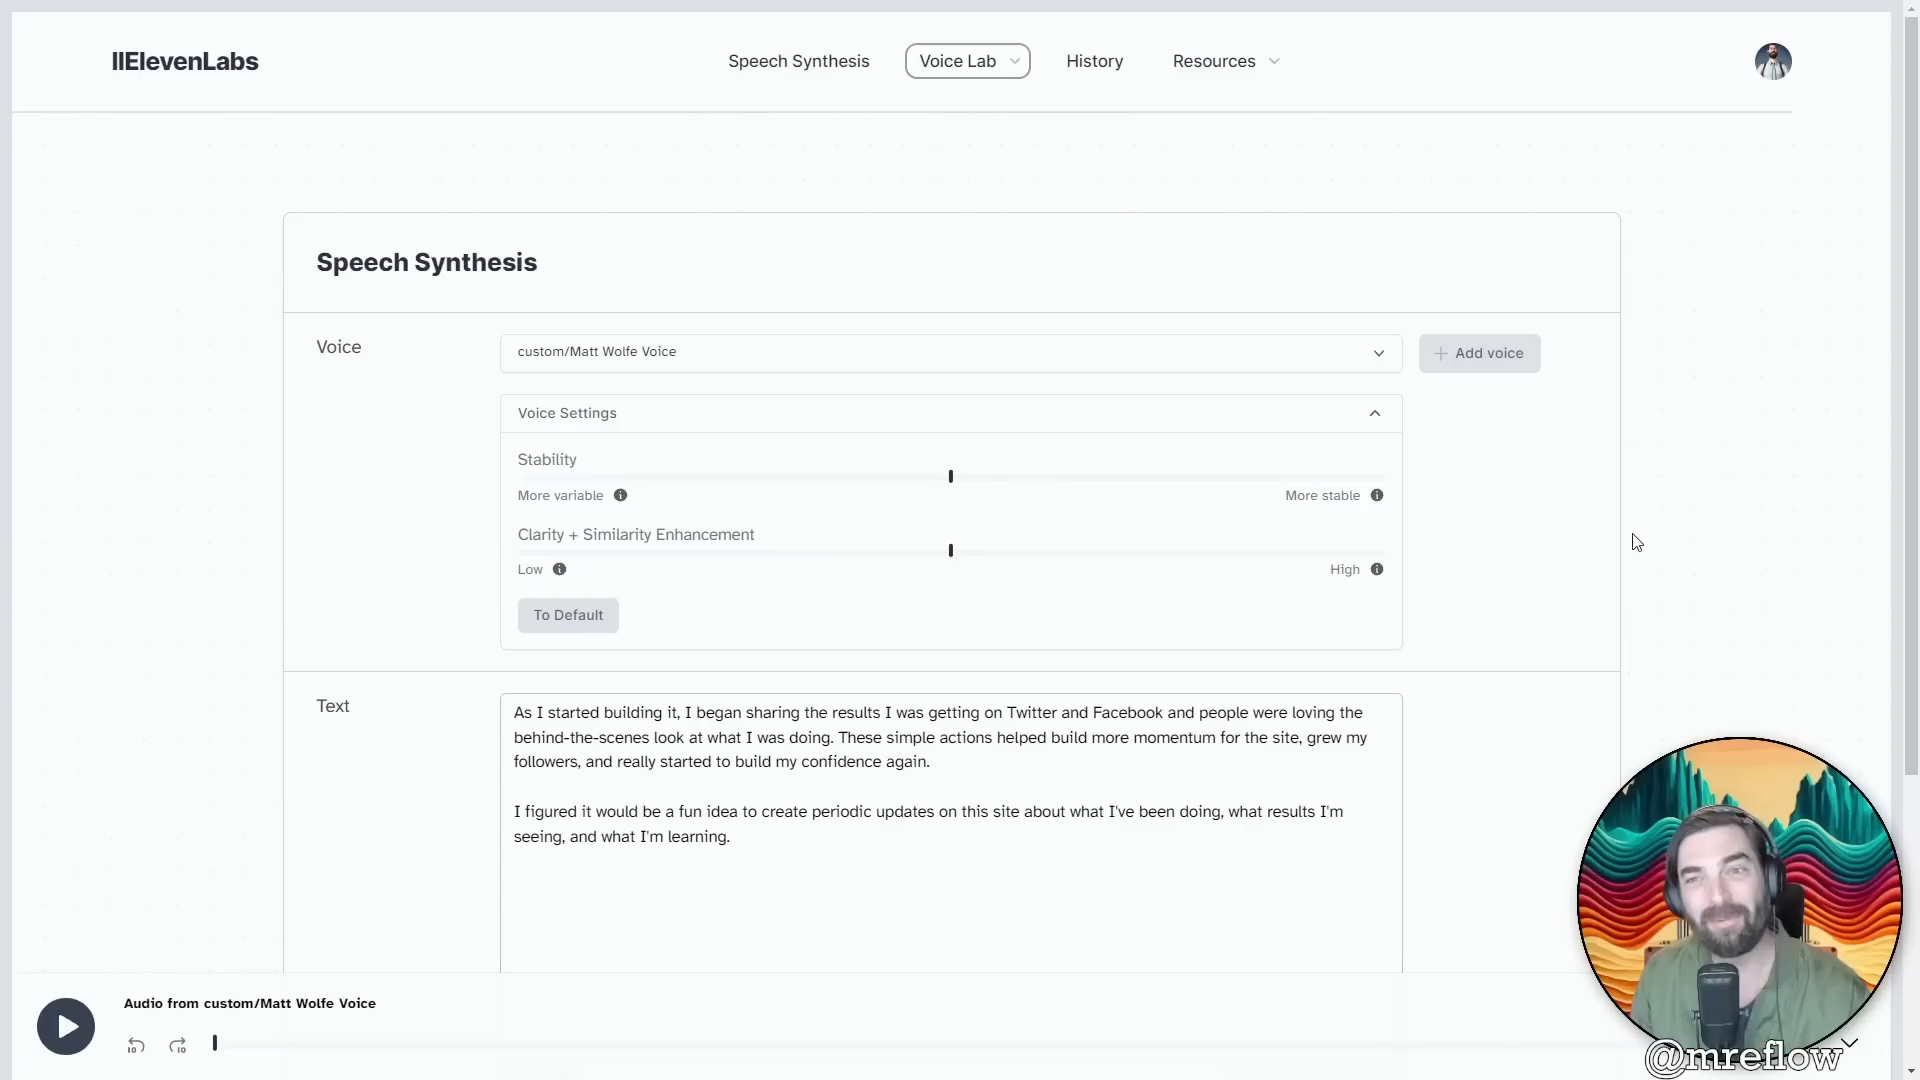 IIElevenLabs
Speech Synthesis
Voice Lab
History
Resources
Speech Synthesis
Voice
custom/Matt Wolfe Voice
Add voice
Voice Settings
Stability
More variable
More stable
Clarity + Similarity Enhancement
Low
High
To Default
Text
As I started building it, I began sharing the results I was getting on Twitter and Facebook and people were loving the
behind-the-scenes look at what I was doing. These simple actions helped build more momentum for the site, grew my
followers, and really started to build my confidence again.
I figured it would be a fun idea to create periodic updates on this site about what I've been doing, what results I'm
seeing, and what I'm learning.
Audio from custom/Matt Wolfe Voice
10
10
@mreflow